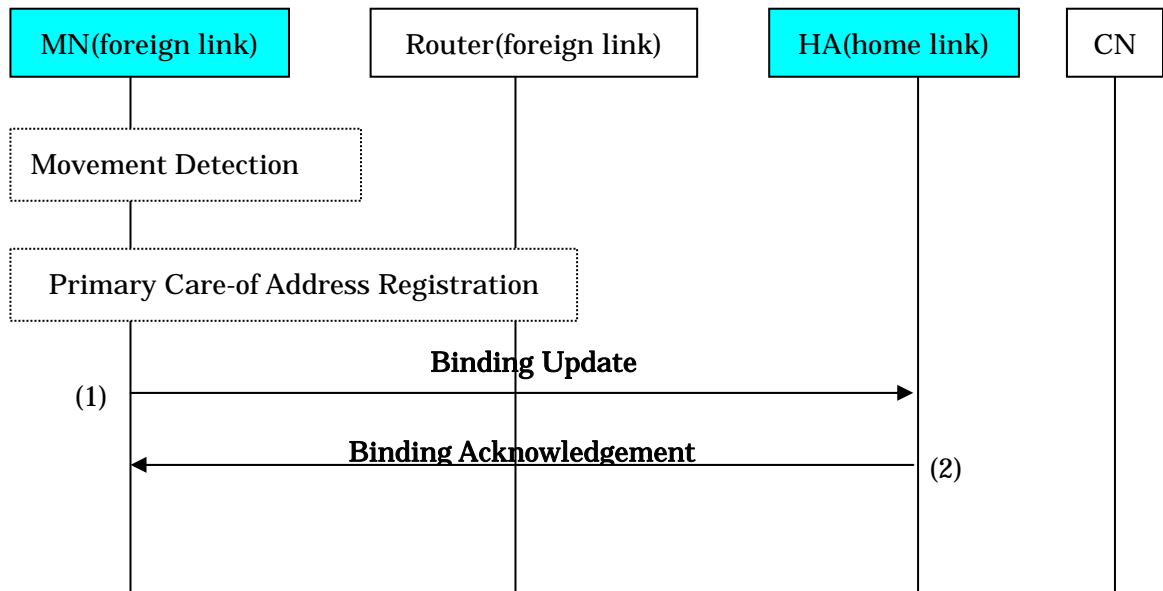 MN(foreign link)
Router(foreign link)
HA(home link)
CN
Movement Detection
Primary Care-of Address Registration
Binding Update
(1)
Binding Acknowledgement
(2)